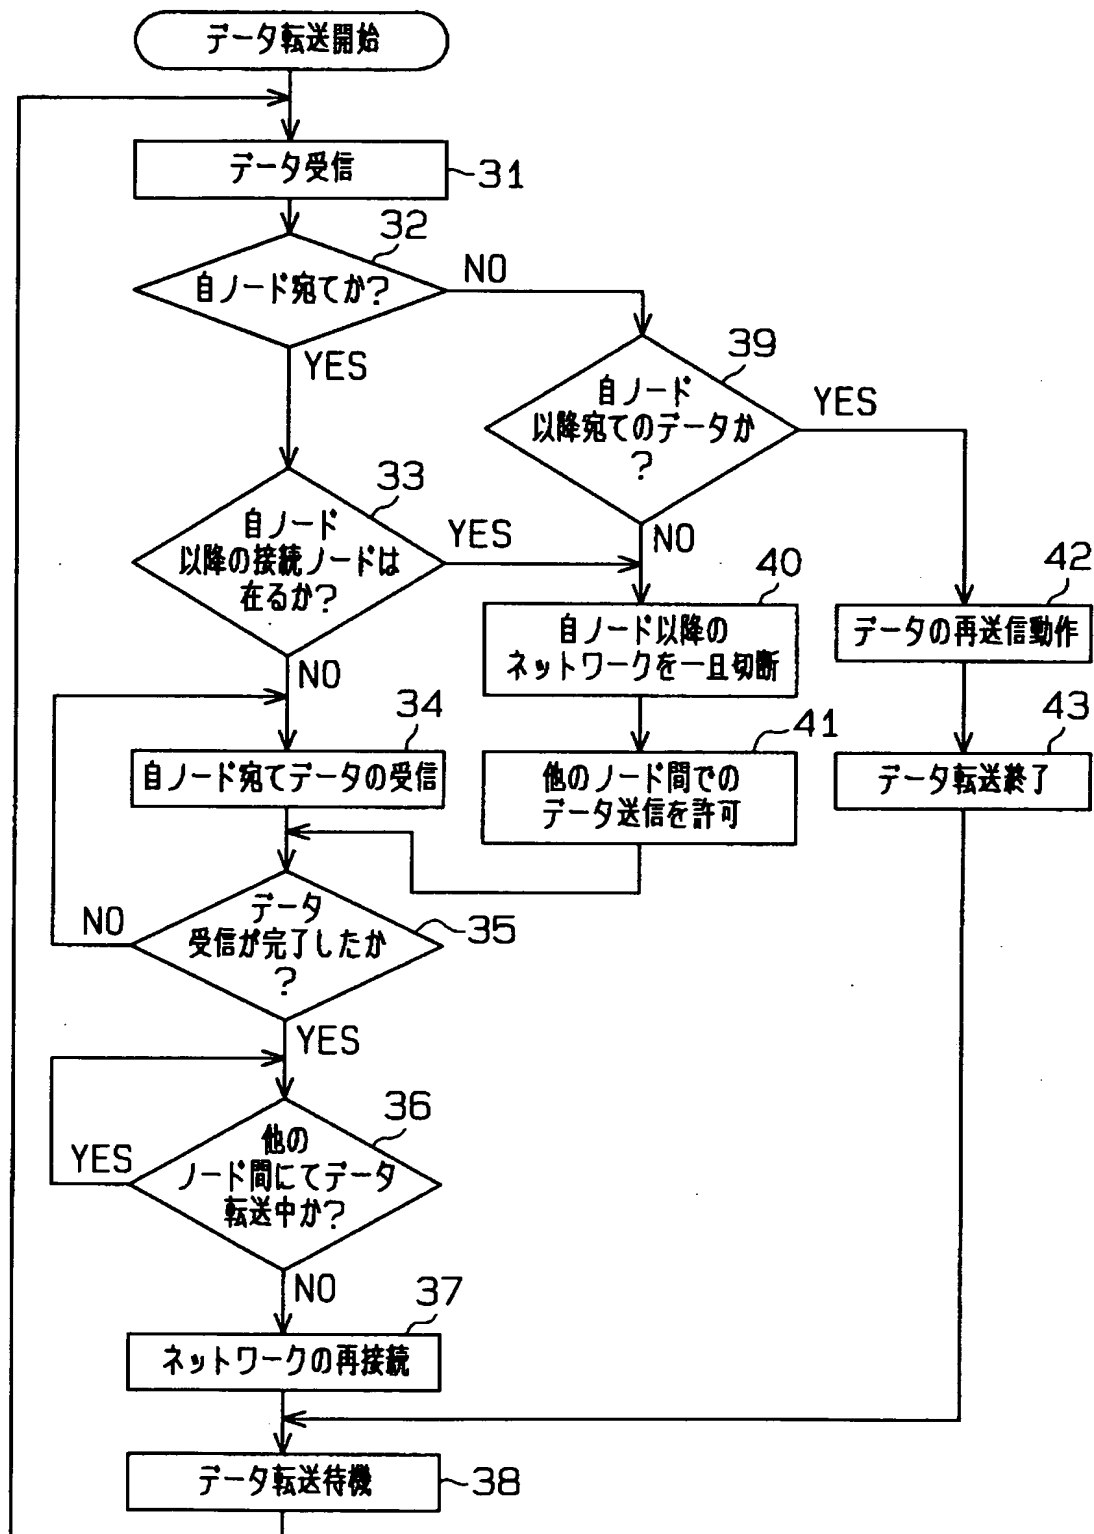 データ転送開始
データ受信
31
32
自ノード宛てか?
NO
YES
39
自ノード
以降宛てのデータか
?
YES
NO
33
自ノード
以降の接続ノードは
在るか?
YES
NO
40
自ノード以降の
ネットワークを一旦切断
42
データの再送信動作
34
自ノード宛てデータの受信
41
他のノード間での
データ送信を許可
43
データ転送終了
データ
受信が完了したか
?
35
NO
YES
36
他の
ノード間にてデータ
転送中か?
YES
NO
37
ネットワークの再接続
データ転送待機
38